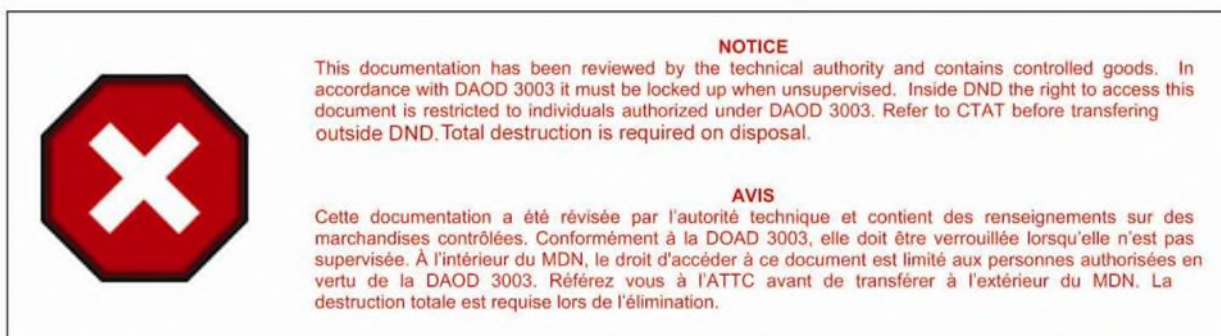 NOTICE
This documentation has been reviewed by the technical authority and contains controlled goods. In
accordance with DAOD 3003 it must be locked up when unsupervised. Inside DND the right to access this
document is restricted to individuals authorized under DAOD 3003. Refer to CTAT before transfering
outside DND. Total destruction is required on disposal.
AVIS
Cette documentation a été révisée par l'autorité technique et contient des renseignements sur des
marchandises contrôlées. Conformément à la DOAD 3003, elle doit être verrouillée lorsqu'elle n'est pas
supervisée. À l'intérieur du MDN, le droit d'accéder à ce document est limité aux personnes authorisées en
vertu de la DAOD 3003. Référez vous à l'ATTC avant de transférer à l'extérieur du MDN. La
destruction totale est requise lors de l'élimination.